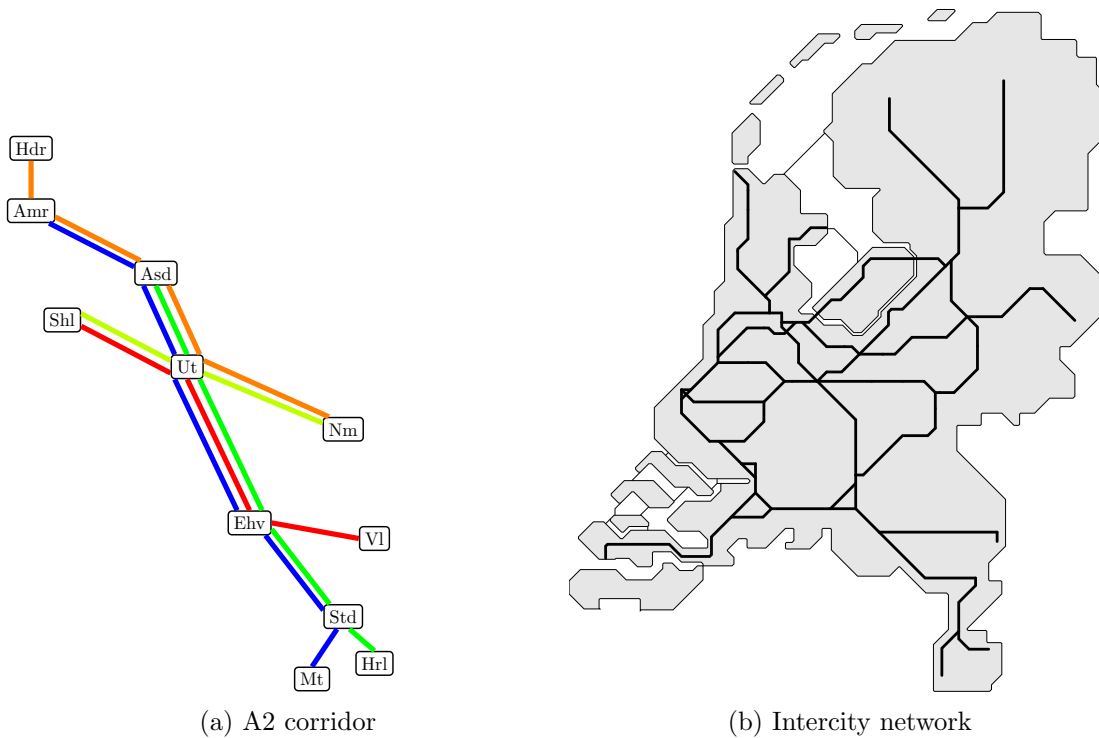 Hdr
Amr
Asd
Shl
Ut
Nm
Ehv
Vl
Std
Hrl
Mt
(a) A2 corridor
(b) Intercity network